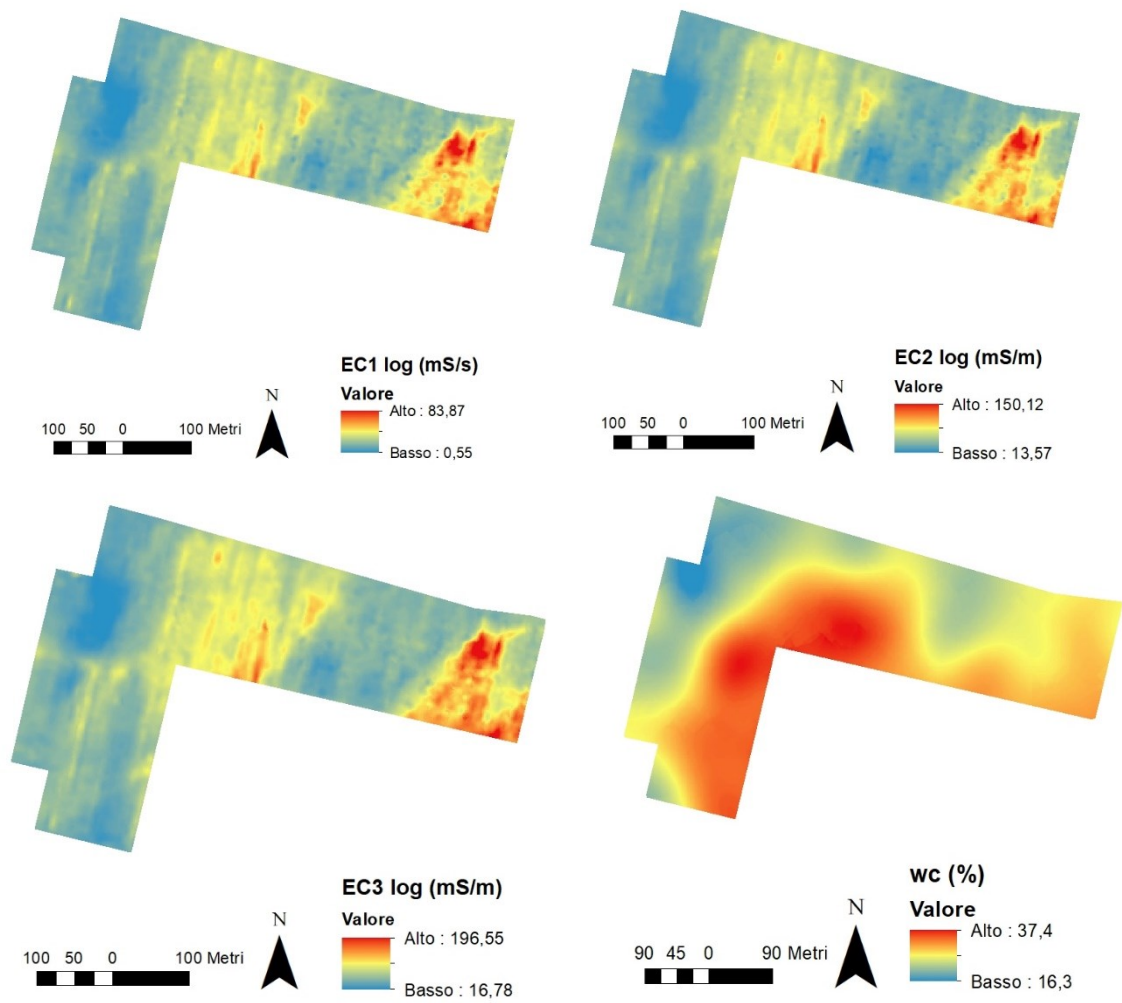 EC1 log (mS/s)
Valore
Alto : 83,87
Basso : 0,55
N
100 50 0 100 Metri
EC2 log (mS/m)
Valore
Alto : 150,12
Basso : 13,57
N
100 50 0 100 Metri
EC3 log (mS/m)
Valore
Alto : 196,55
Basso : 16,78
N
100 50 0 100 Metri
wc (%)
Valore
Alto : 37,4
Basso : 16,3
N
90 45 0 90 Metri